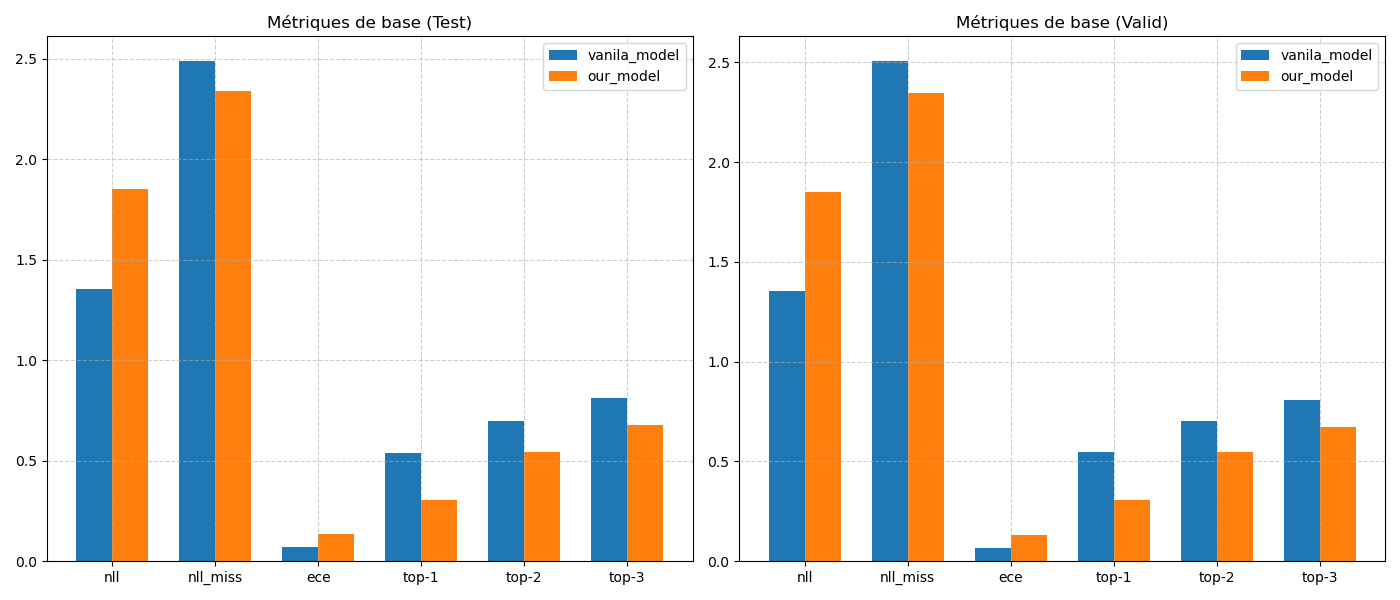 Métriques de base (Test)
vanila_model
our_model
2.5
2.0
1.5
1.0
0.5
0.0
nll nll_miss ece top-1 top-2 top-3
Métriques de base (Valid)
vanila_model
our_model
2.5
2.0
1.5
1.0
0.5
0.0
nll nll_miss ece top-1 top-2 top-3